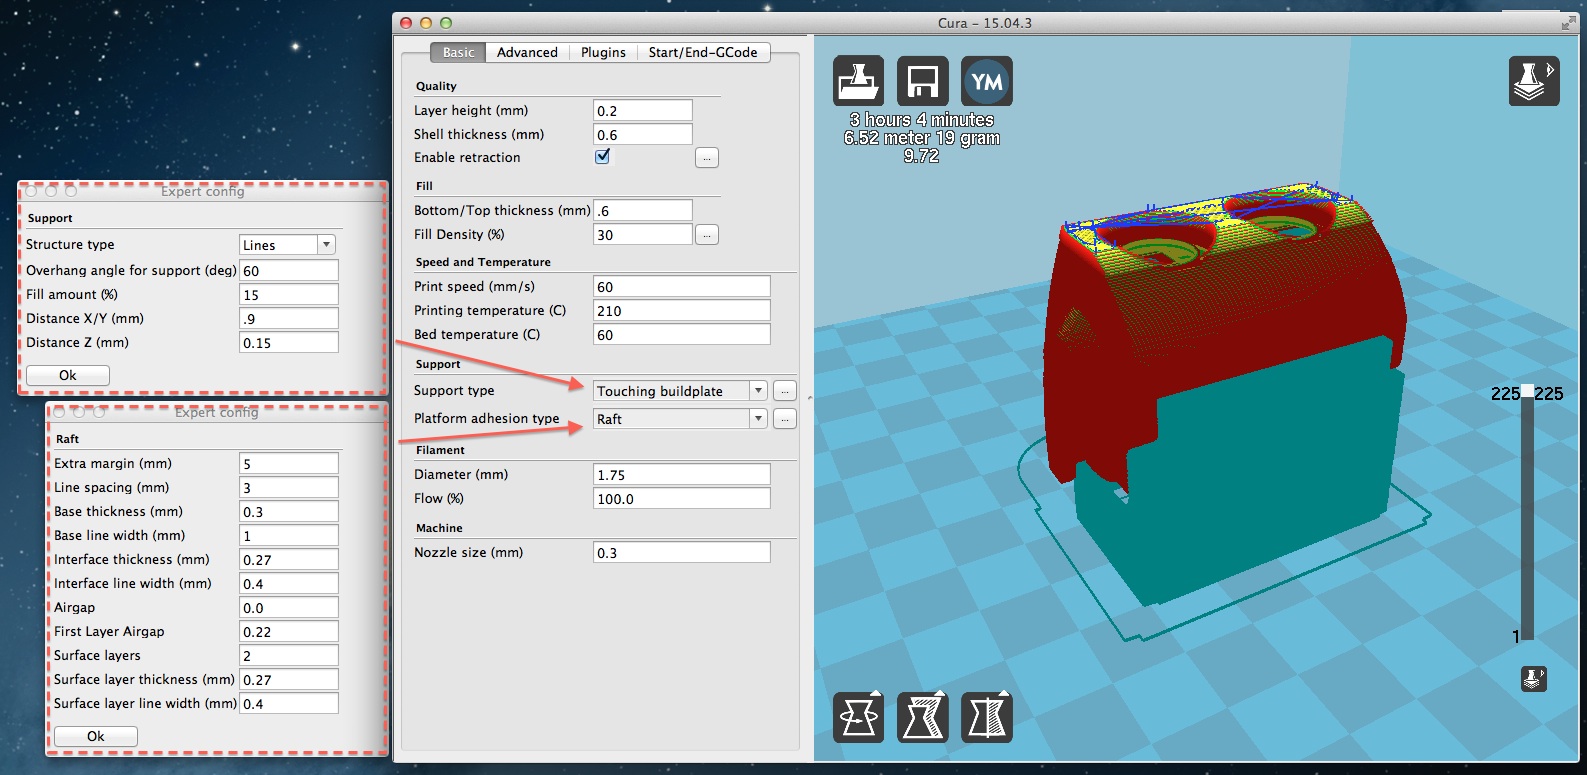 Cura - 15.04.3
Basic Advanced Plugins Start/End-GCode
Quality
Layer height (mm) 0.2
Shell thickness (mm) 0.6
Enable retraction ...
Fill
Bottom/Top thickness (mm) .6
Fill Density (%) 30 ...
Speed and Temperature
Print speed (mm/s) 60
Printing temperature (C) 210
Bed temperature (C) 60
Support
Support type Touching buildplate ...
Platform adhesion type Raft ...
Filament
Diameter (mm) 1.75
Flow (%) 100.0
Machine
Nozzle size (mm) 0.3
Expert config
Support
Structure type Lines
Overhang angle for support (deg) 60
Fill amount (%) 15
Distance X/Y (mm) .9
Distance Z (mm) 0.15
Ok
Expert config
Raft
Extra margin (mm) 5
Line spacing (mm) 3
Base thickness (mm) 0.3
Base line width (mm) 1
Interface thickness (mm) 0.27
Interface line width (mm) 0.4
Airgap 0.0
First Layer Airgap 0.22
Surface layers 2
Surface layer thickness (mm) 0.27
Surface layer line width (mm) 0.4
Ok
YM
3 hours 4 minutes
6.52 meter 19 gram
9.72
225 225
1